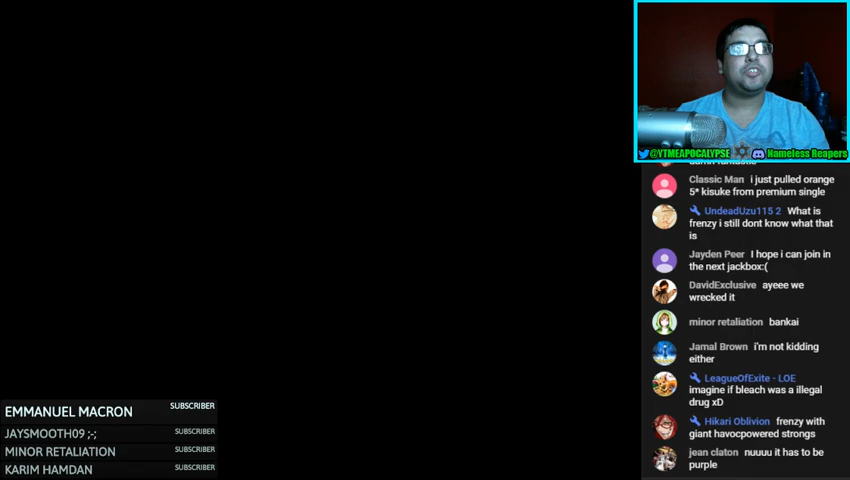 @YTMEAPOCALYPSE Nameless Reapers
Classic Man i just pulled orange
5* kisuke from premium single
UndeadUzu115 2 What is
frenzy i still dont know what that
is
Jayden Peer I hope i can join in
the next jackbox:(
DavidExclusive ayeee we
wrecked it
minor retaliation bankai
Jamal Brown i'm not kidding
either
LeagueOfExite - LOE
imagine if bleach was a illegal
drug xD
Hikari Oblivion frenzy with
giant havocpowered strongs
jean claton nuuuu it has to be
purple
EMMANUEL MACRON SUBSCRIBER
JAYSMOOTH09 ;-; SUBSCRIBER
MINOR RETALIATION SUBSCRIBER
KARIM HAMDAN SUBSCRIBER